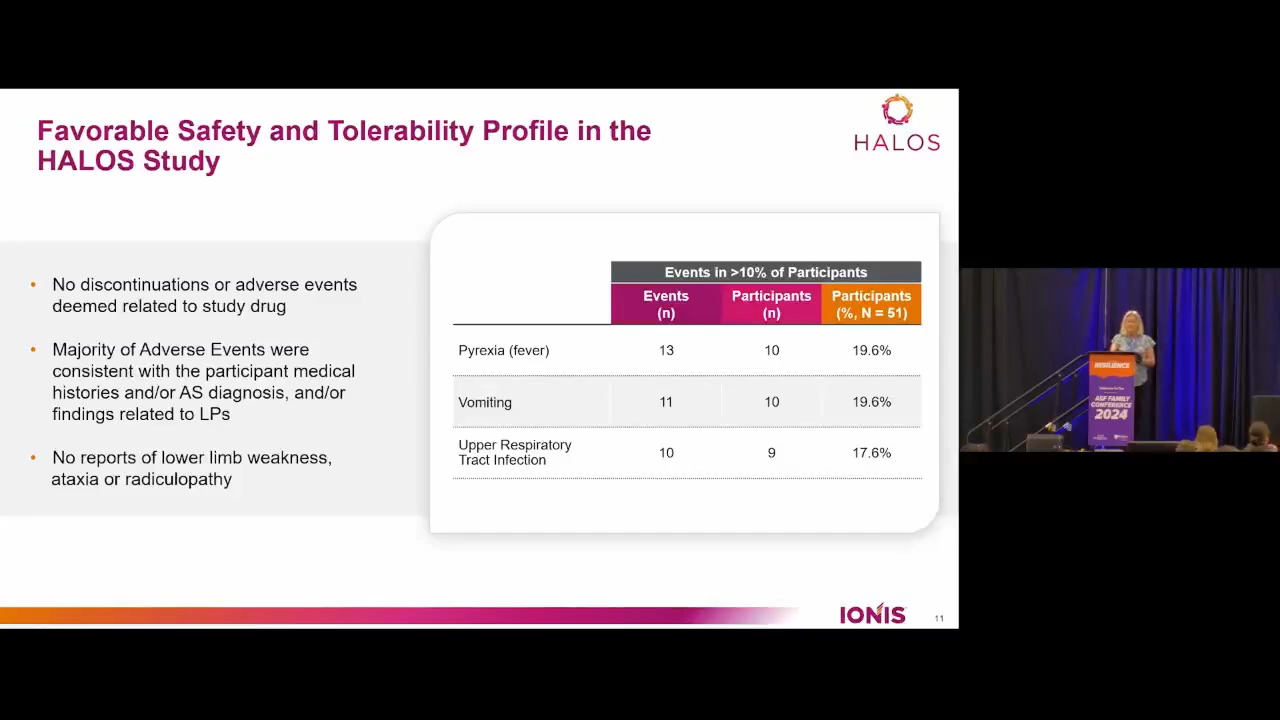 Favorable Safety and Tolerability Profile in the
HALOS Study
HALOS
• No discontinuations or adverse events
deemed related to study drug
• Majority of Adverse Events were
consistent with the participant medical
histories and/or AS diagnosis, and/or
findings related to LPs
• No reports of lower limb weakness,
ataxia or radiculopathy
Events in >10% of Participants
Events (n) Participants (n) Participants (%, N = 51)
Pyrexia (fever) 13 10 19.6%
Vomiting 11 10 19.6%
Upper Respiratory
Tract Infection 10 9 17.6%
IONIS
11
RESILIENCE
ASF FAMILY
CONFERENCE
2024